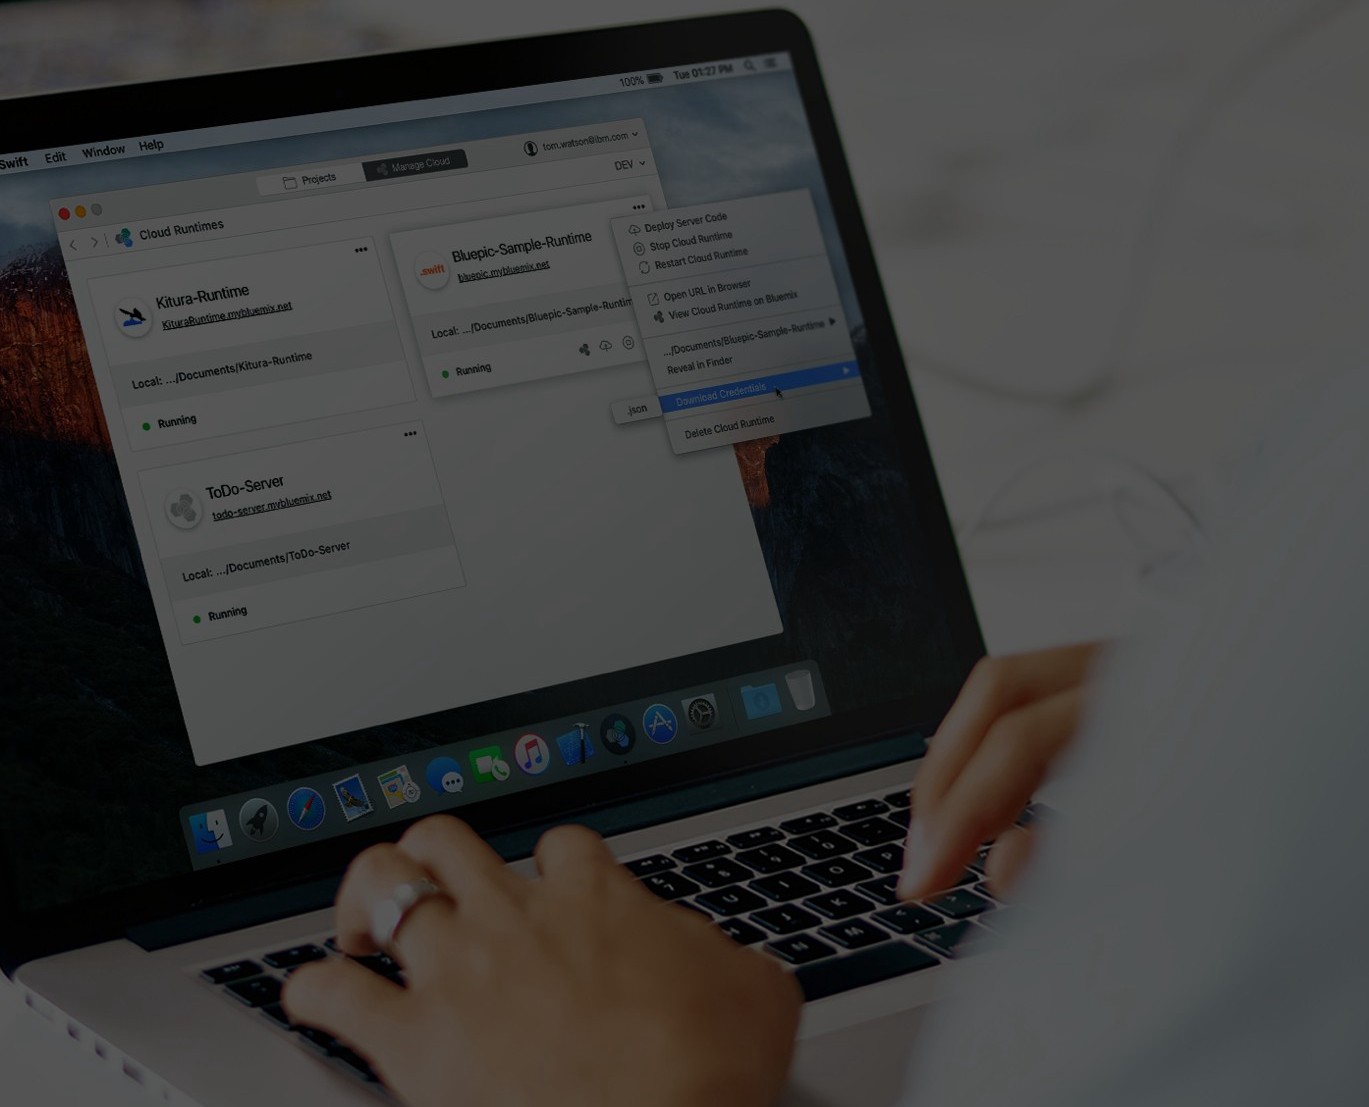 Swift Edit Window Help
100% Tue 01:27 PM
Projects
Manage Cloud
tom.watson@ibm.com
Cloud Runtimes
DEV
Kitura-Runtime
KituraRuntime.mybluemix.net
Local: .../Documents/Kitura-Runtime
Running
.swift
Bluepic-Sample-Runtime
bluepic.mybluemix.net
Local: .../Documents/Bluepic-Sample-Runtim
Running
Deploy Server Code
Stop Cloud Runtime
Restart Cloud Runtime
Open URL in Browser
View Cloud Runtime on Bluemix
.../Documents/Bluepic-Sample-Runtime
Reveal in Finder
Download Credentials
.json
Delete Cloud Runtime
ToDo-Server
todo-server.mybluemix.net
Local: .../Documents/ToDo-Server
Running
7 8 9 0
U I O P
J K
N M